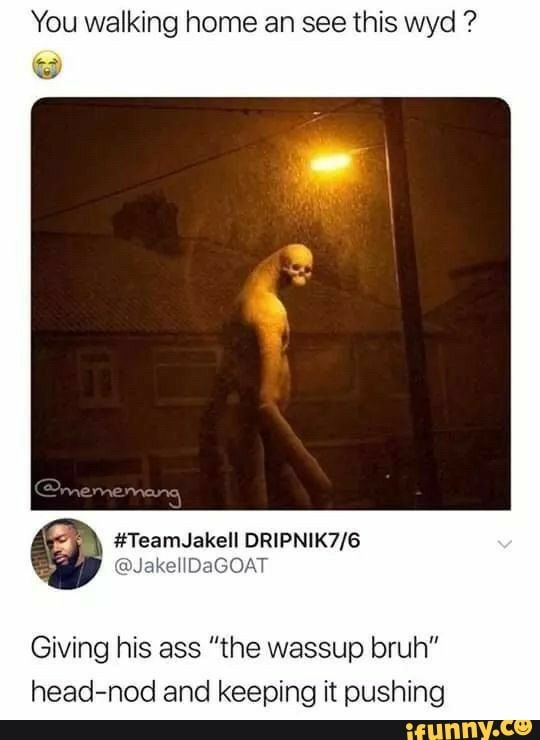 You walking home an see this wyd ?
😭
@mememang
#TeamJakell DRIPNIK7/6
@JakellDaGOAT
Giving his ass “the wassup bruh”
head-nod and keeping it pushing
ifunny.co